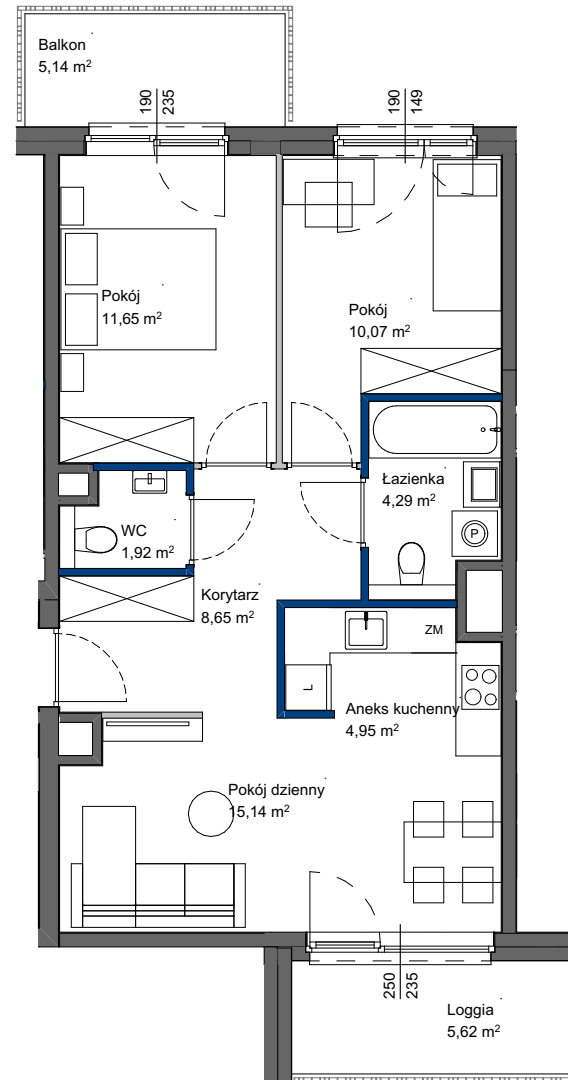 Balkon
5,14 m²
190
235
190
149
Pokój
11,65 m²
Pokój
10,07 m²
Łazienka
4,29 m²
P
WC
1,92 m²
Korytarz
8,65 m²
ZM
L
Aneks kuchenny
4,95 m²
Pokój dzienny
15,14 m²
250
235
Loggia
5,62 m²